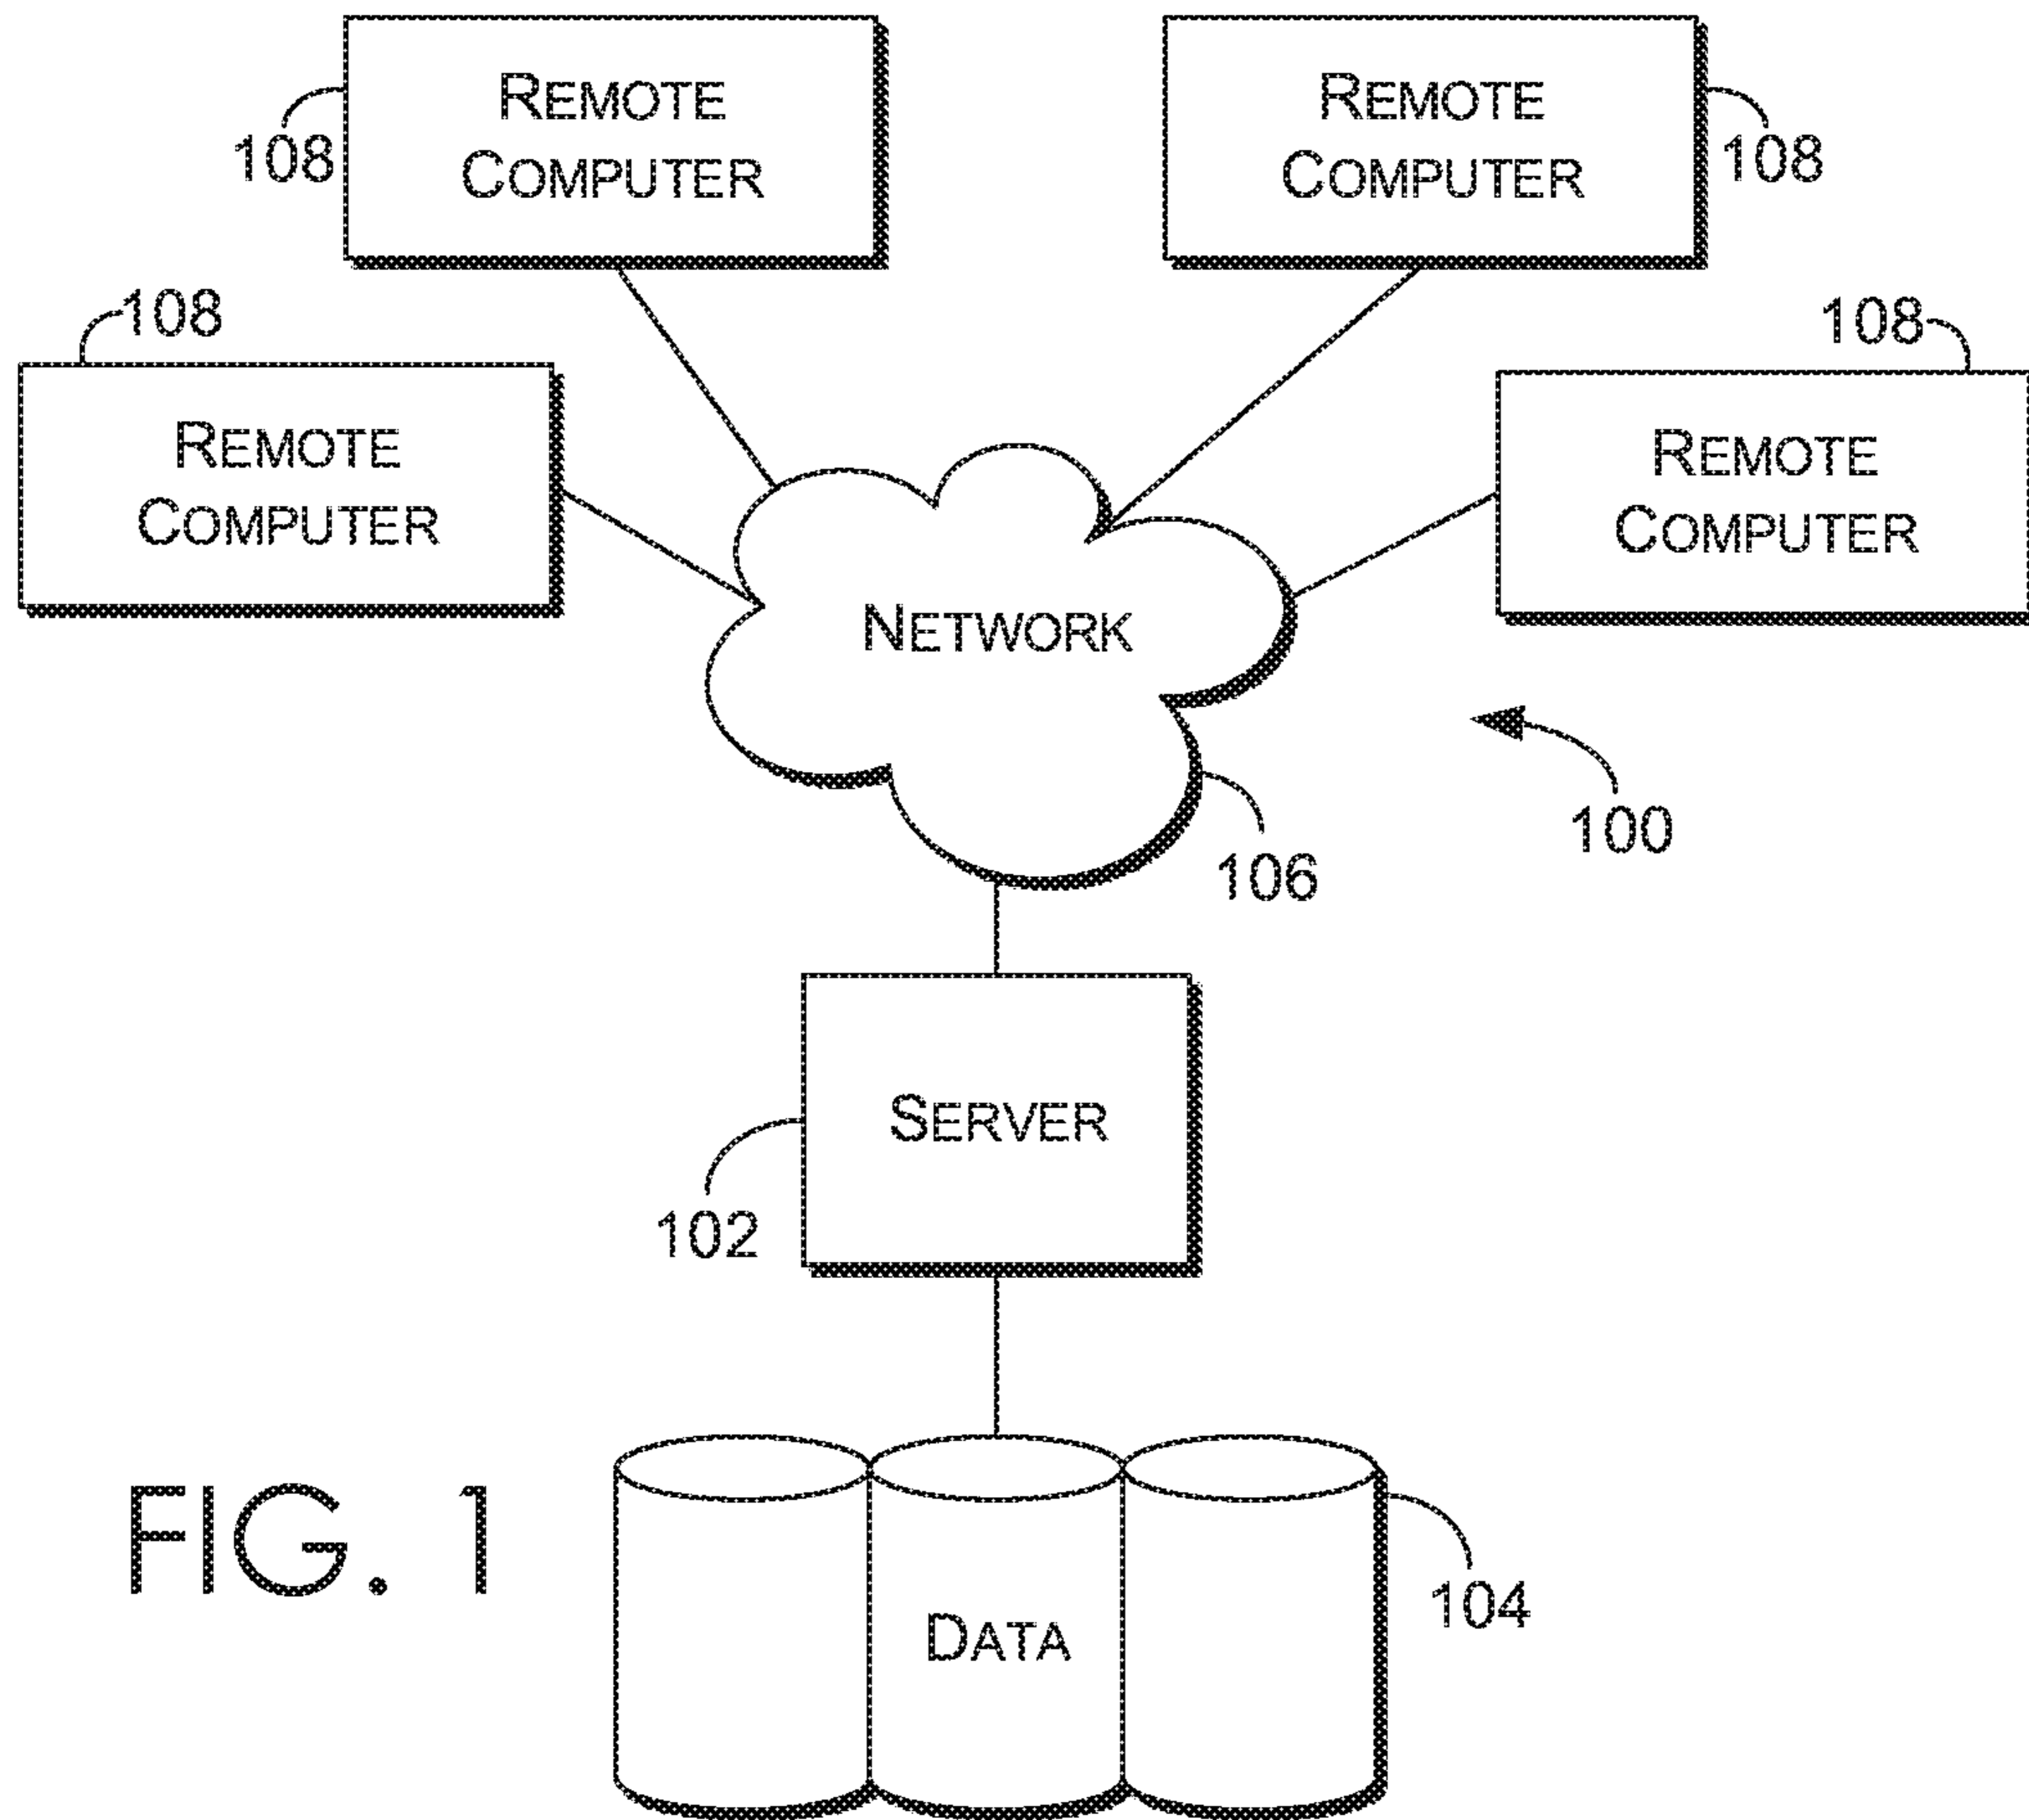 REMOTE
COMPUTER
108
REMOTE
COMPUTER
108
108
REMOTE
COMPUTER
108
REMOTE
COMPUTER
NETWORK
100
106
SERVER
102
FIG. 1
DATA
104